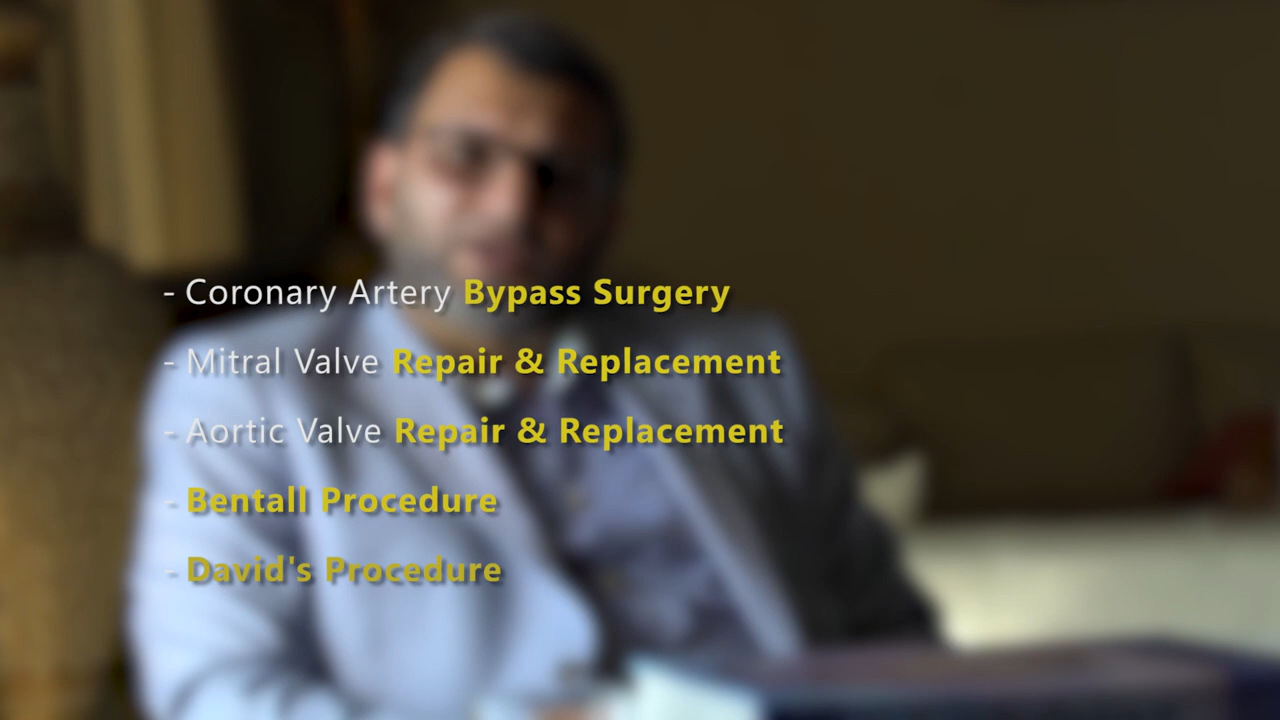 - Coronary Artery Bypass Surgery
- Mitral Valve Repair & Replacement
- Aortic Valve Repair & Replacement
- Bentall Procedure
- David's Procedure